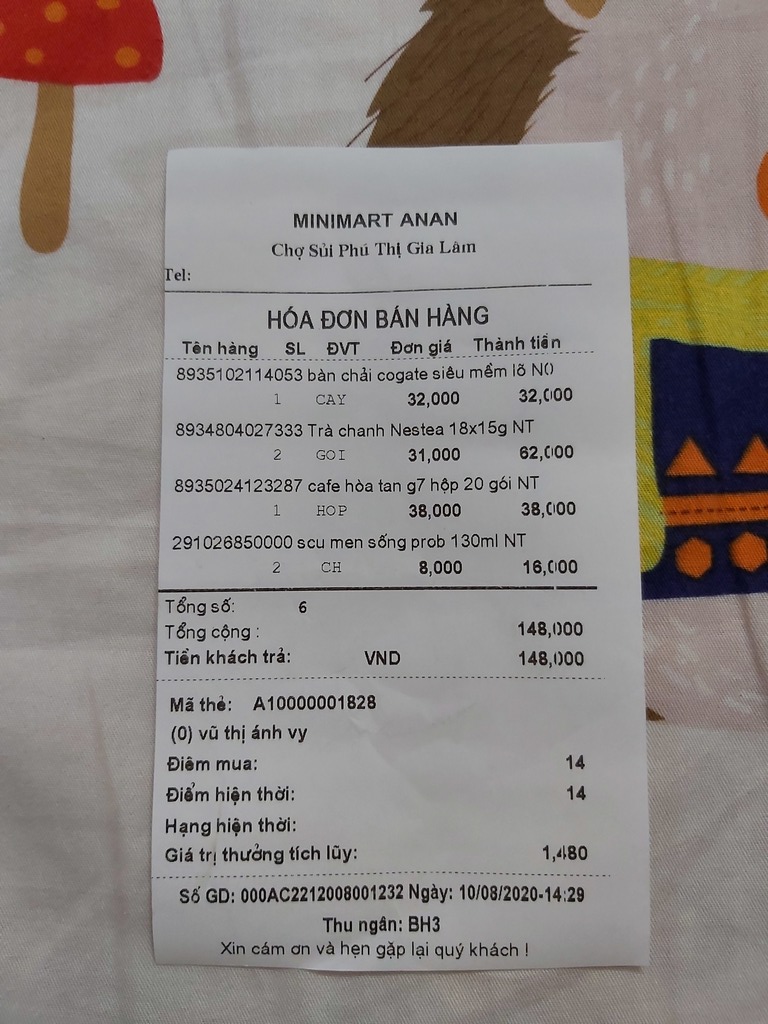 MINIMART ANAN
Chợ Sủi Phú Thị Gia Lâm
Tel:
HÓA ĐƠN BÁN HÀNG
Tên hàng SL ĐVT Đơn giá Thành tiền
8935102114053 bàn chải cogate siêu mềm lõ N0
1 CAY 32,000 32,000
8934804027333 Trà chanh Nestea 18x15g NT
2 GOI 31,000 62,000
8935024123287 cafe hòa tan g7 hộp 20 gói NT
1 HOP 38,000 38,000
291026850000 scu men sống prob 130ml NT
2 CH 8,000 16,000
Tổng số: 6
Tổng cộng : 148,000
Tiền khách trả: VND 148,000
Mã thẻ: A10000001828
(0) vũ thị ánh vy
Điêm mua: 14
Điểm hiện thời: 14
Hạng hiện thời:
Giá trị thưởng tích lũy: 1,480
Số GD: 000AC2212008001232 Ngày: 10/08/2020-14:29
Thu ngân: BH3
Xin cám ơn và hẹn gặp lại quý khách !